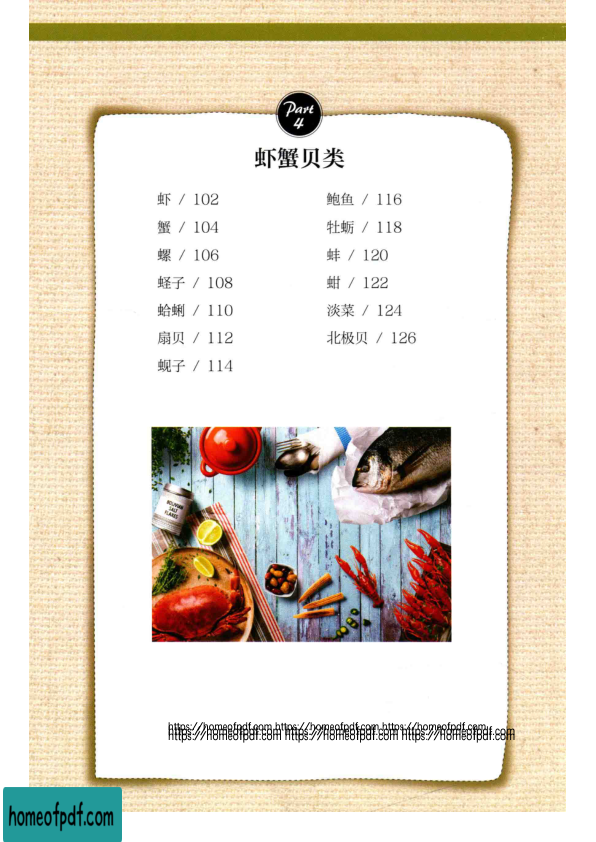 Part
4
虾蟹贝类
虾 / 102
蟹 / 104
螺 / 106
蛏子 / 108
蛤蜊 / 110
扇贝 / 112
蚬子 / 114
鲍鱼 / 116
牡蛎 / 118
蚌 / 120
蚶 / 122
淡菜 / 124
北极贝 / 126
BOLIVIAN
SALT
FLAKES
https://homeofpdf.com https://homeofpdf.com https://homeofpdf.com
https://homeofpdf.com https://homeofpdf.com https://homeofpdf.com
homeofpdf.com